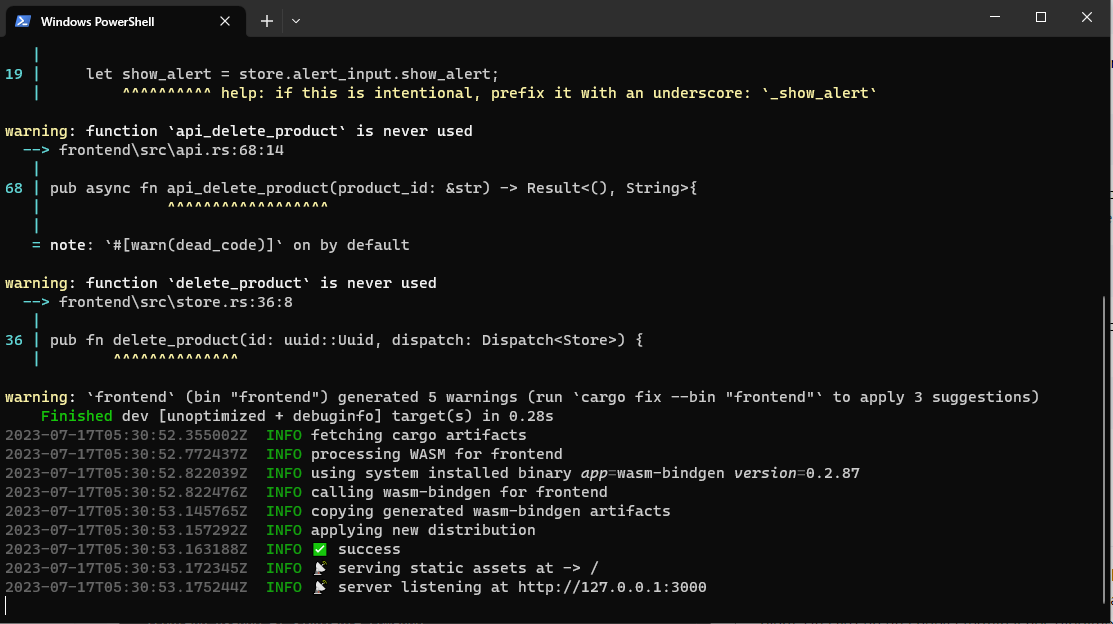 Windows PowerShell
|
19 |     let show_alert = store.alert_input.show_alert;
|         ^^^^^^^^^^ help: if this is intentional, prefix it with an underscore: `_show_alert`
warning: function `api_delete_product` is never used
--> frontend\src\api.rs:68:14
|
68 | pub async fn api_delete_product(product_id: &str) -> Result<(), String>{
|              ^^^^^^^^^^^^^^^^^^
|
= note: `#[warn(dead_code)]` on by default
warning: function `delete_product` is never used
--> frontend\src\store.rs:36:8
|
36 | pub fn delete_product(id: uuid::Uuid, dispatch: Dispatch<Store>) {
|        ^^^^^^^^^^^^^^
warning: `frontend` (bin "frontend") generated 5 warnings (run `cargo fix --bin "frontend"` to apply 3 suggestions)
Finished dev [unoptimized + debuginfo] target(s) in 0.28s
2023-07-17T05:30:52.355002Z  INFO fetching cargo artifacts
2023-07-17T05:30:52.772437Z  INFO processing WASM for frontend
2023-07-17T05:30:52.822039Z  INFO using system installed binary app=wasm-bindgen version=0.2.87
2023-07-17T05:30:52.822476Z  INFO calling wasm-bindgen for frontend
2023-07-17T05:30:53.145765Z  INFO copying generated wasm-bindgen artifacts
2023-07-17T05:30:53.157292Z  INFO applying new distribution
2023-07-17T05:30:53.163188Z  INFO ✅ success
2023-07-17T05:30:53.172345Z  INFO 📡 serving static assets at -> /
2023-07-17T05:30:53.175244Z  INFO 📡 server listening at http://127.0.0.1:3000